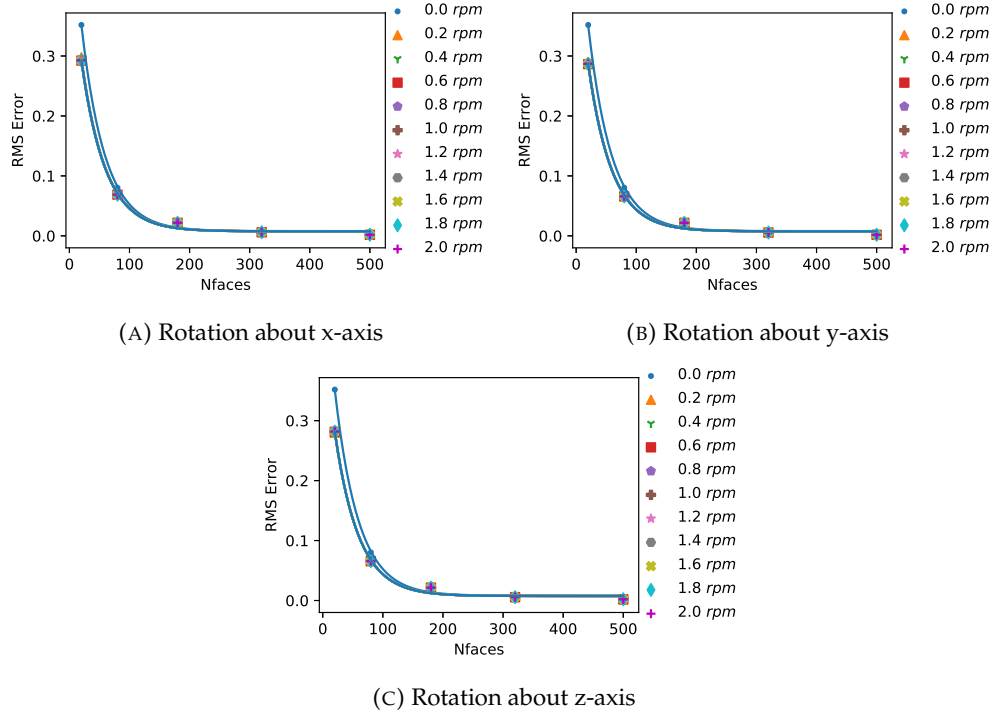 0.3
0.2
0.1
0.0
RMS Error
0 100 200 300 400 500
Nfaces
0.0 rpm
0.2 rpm
0.4 rpm
0.6 rpm
0.8 rpm
1.0 rpm
1.2 rpm
1.4 rpm
1.6 rpm
1.8 rpm
2.0 rpm
(A) Rotation about x-axis
0.3
0.2
0.1
0.0
RMS Error
0 100 200 300 400 500
Nfaces
0.0 rpm
0.2 rpm
0.4 rpm
0.6 rpm
0.8 rpm
1.0 rpm
1.2 rpm
1.4 rpm
1.6 rpm
1.8 rpm
2.0 rpm
(B) Rotation about y-axis
0.3
0.2
0.1
0.0
RMS Error
0 100 200 300 400 500
Nfaces
0.0 rpm
0.2 rpm
0.4 rpm
0.6 rpm
0.8 rpm
1.0 rpm
1.2 rpm
1.4 rpm
1.6 rpm
1.8 rpm
2.0 rpm
(C) Rotation about z-axis